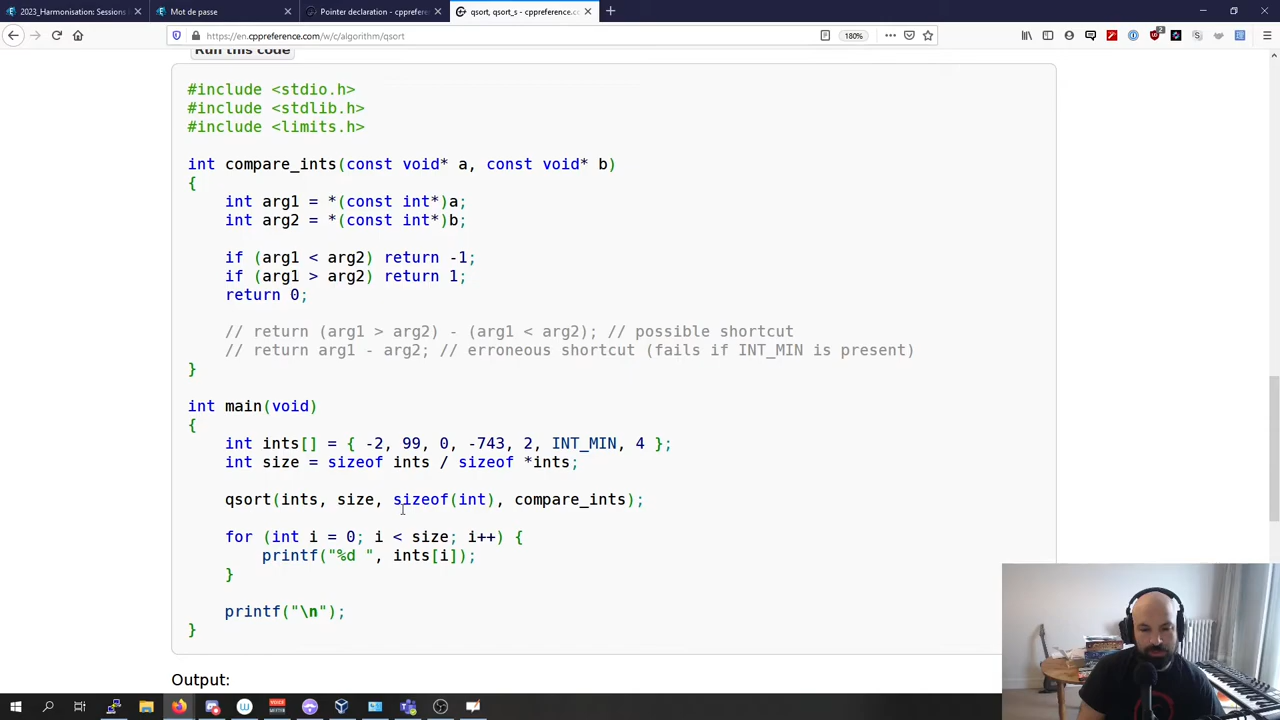 2023_Harmonisation: Sessions
Mot de passe
Pointer declaration - cppreferenc
qsort, qsort_s - cppreference.c
https://en.cppreference.com/w/c/algorithm/qsort
180%
Run this code
#include <stdio.h>
#include <stdlib.h>
#include <limits.h>
int compare_ints(const void* a, const void* b)
{
int arg1 = *(const int*)a;
int arg2 = *(const int*)b;
if (arg1 < arg2) return -1;
if (arg1 > arg2) return 1;
return 0;
// return (arg1 > arg2) - (arg1 < arg2); // possible shortcut
// return arg1 - arg2; // erroneous shortcut (fails if INT_MIN is present)
}
int main(void)
{
int ints[] = { -2, 99, 0, -743, 2, INT_MIN, 4 };
int size = sizeof ints / sizeof *ints;
qsort(ints, size, sizeof(int), compare_ints);
for (int i = 0; i < size; i++) {
printf("%d ", ints[i]);
}
printf("\n");
}
Output: